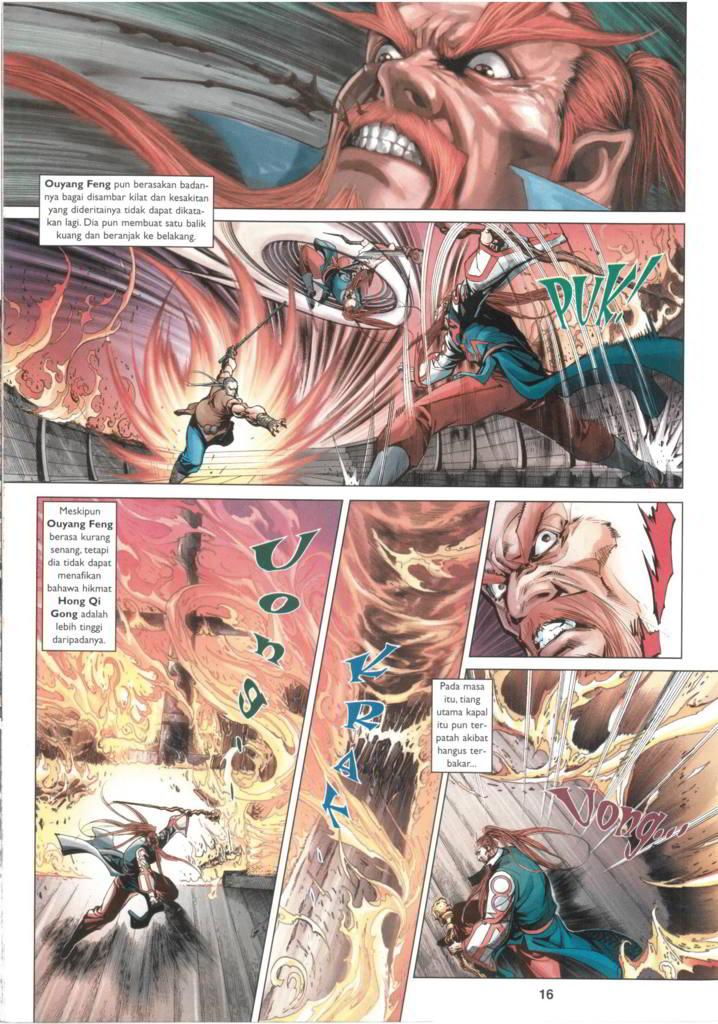 Ouyang Feng pun berasakan badan-
nya bagai disambar kilat dan kesakitan
yang dideritainya tidak dapat dikata-
kan lagi. Dia pun membuat satu balik
kuang dan beranjak ke belakang.
PUK!
Meskipun
Ouyang Feng
berasa kurang
senang, tetapi
dia tidak dapat
menafikan
bahawa hikmat
Hong Qi
Gong adalah
lebih tinggi
daripadanya.
UONG~
KRAK
Pada masa
itu, tiang
utama kapal
itu pun ter-
patah akibat
hangus ter-
bakar...
Uong...
16